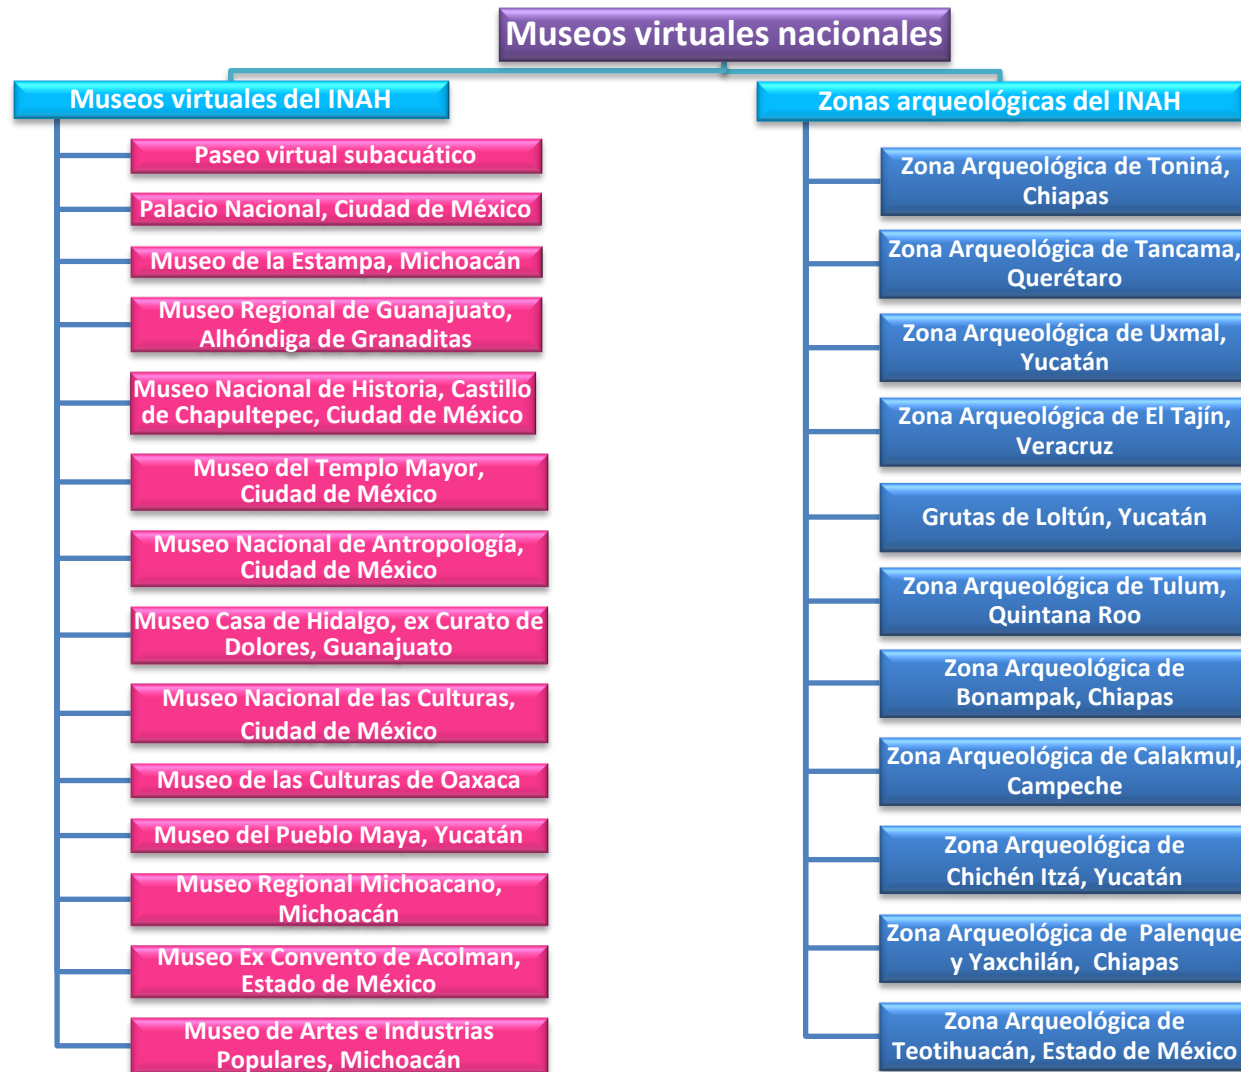 Museos virtuales nacionales
Museos virtuales del INAH
Paseo virtual subacuático
Palacio Nacional, Ciudad de México
Museo de la Estampa, Michoacán
Museo Regional de Guanajuato,
Alhóndiga de Granaditas
Museo Nacional de Historia, Castillo
de Chapultepec, Ciudad de México
Museo del Templo Mayor,
Ciudad de México
Museo Nacional de Antropología,
Ciudad de México
Museo Casa de Hidalgo, ex Curato de
Dolores, Guanajuato
Museo Nacional de las Culturas,
Ciudad de México
Museo de las Culturas de Oaxaca
Museo del Pueblo Maya, Yucatán
Museo Regional Michoacano,
Michoacán
Museo Ex Convento de Acolman,
Estado de México
Museo de Artes e Industrias
Populares, Michoacán
Zonas arqueológicas del INAH
Zona Arqueológica de Toniná,
Chiapas
Zona Arqueológica de Tancama,
Querétaro
Zona Arqueológica de Uxmal,
Yucatán
Zona Arqueológica de El Tajín,
Veracruz
Grutas de Loltún, Yucatán
Zona Arqueológica de Tulum,
Quintana Roo
Zona Arqueológica de
Bonampak, Chiapas
Zona Arqueológica de Calakmul,
Campeche
Zona Arqueológica de
Chichén Itzá, Yucatán
Zona Arqueológica de Palenque
y Yaxchilán, Chiapas
Zona Arqueológica de
Teotihuacán, Estado de México